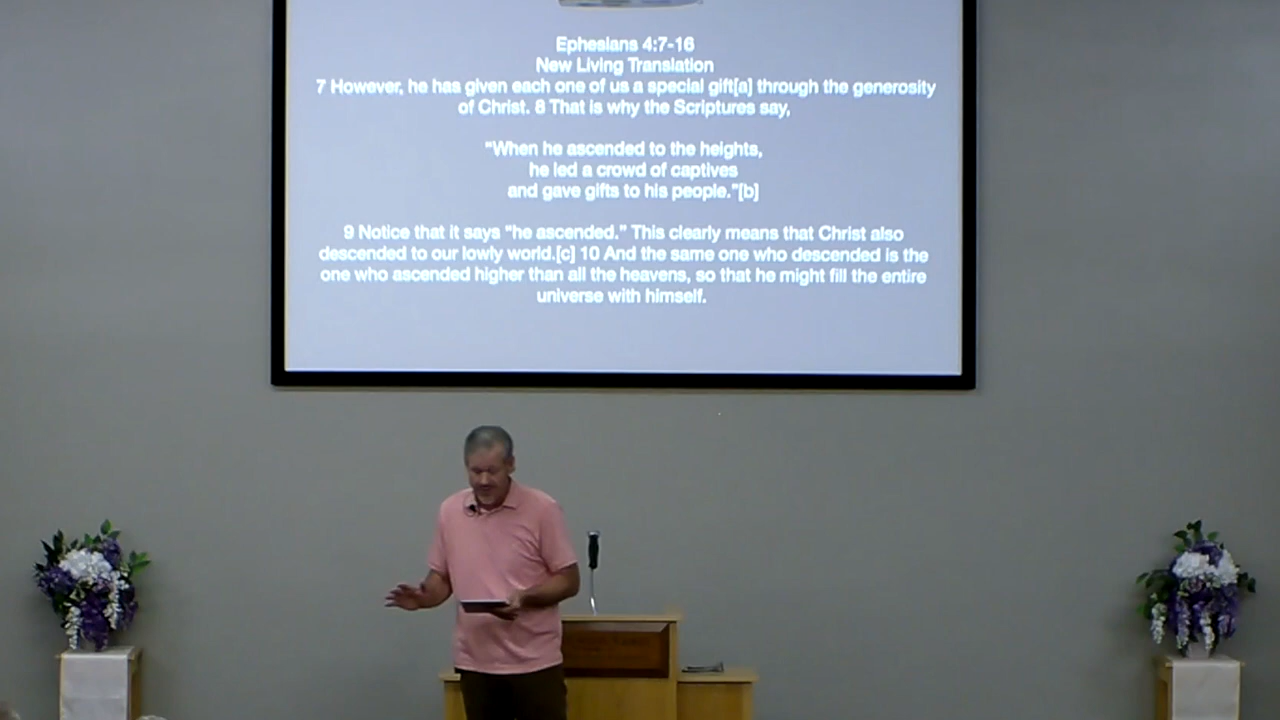 Ephesians 4:7-16
New Living Translation
7 However, he has given each one of us a special gift[a] through the generosity
of Christ. 8 That is why the Scriptures say,
"When he ascended to the heights,
he led a crowd of captives
and gave gifts to his people."[b]
9 Notice that it says "he ascended." This clearly means that Christ also
descended to our lowly world.[c] 10 And the same one who descended is the
one who ascended higher than all the heavens, so that he might fill the entire
universe with himself.